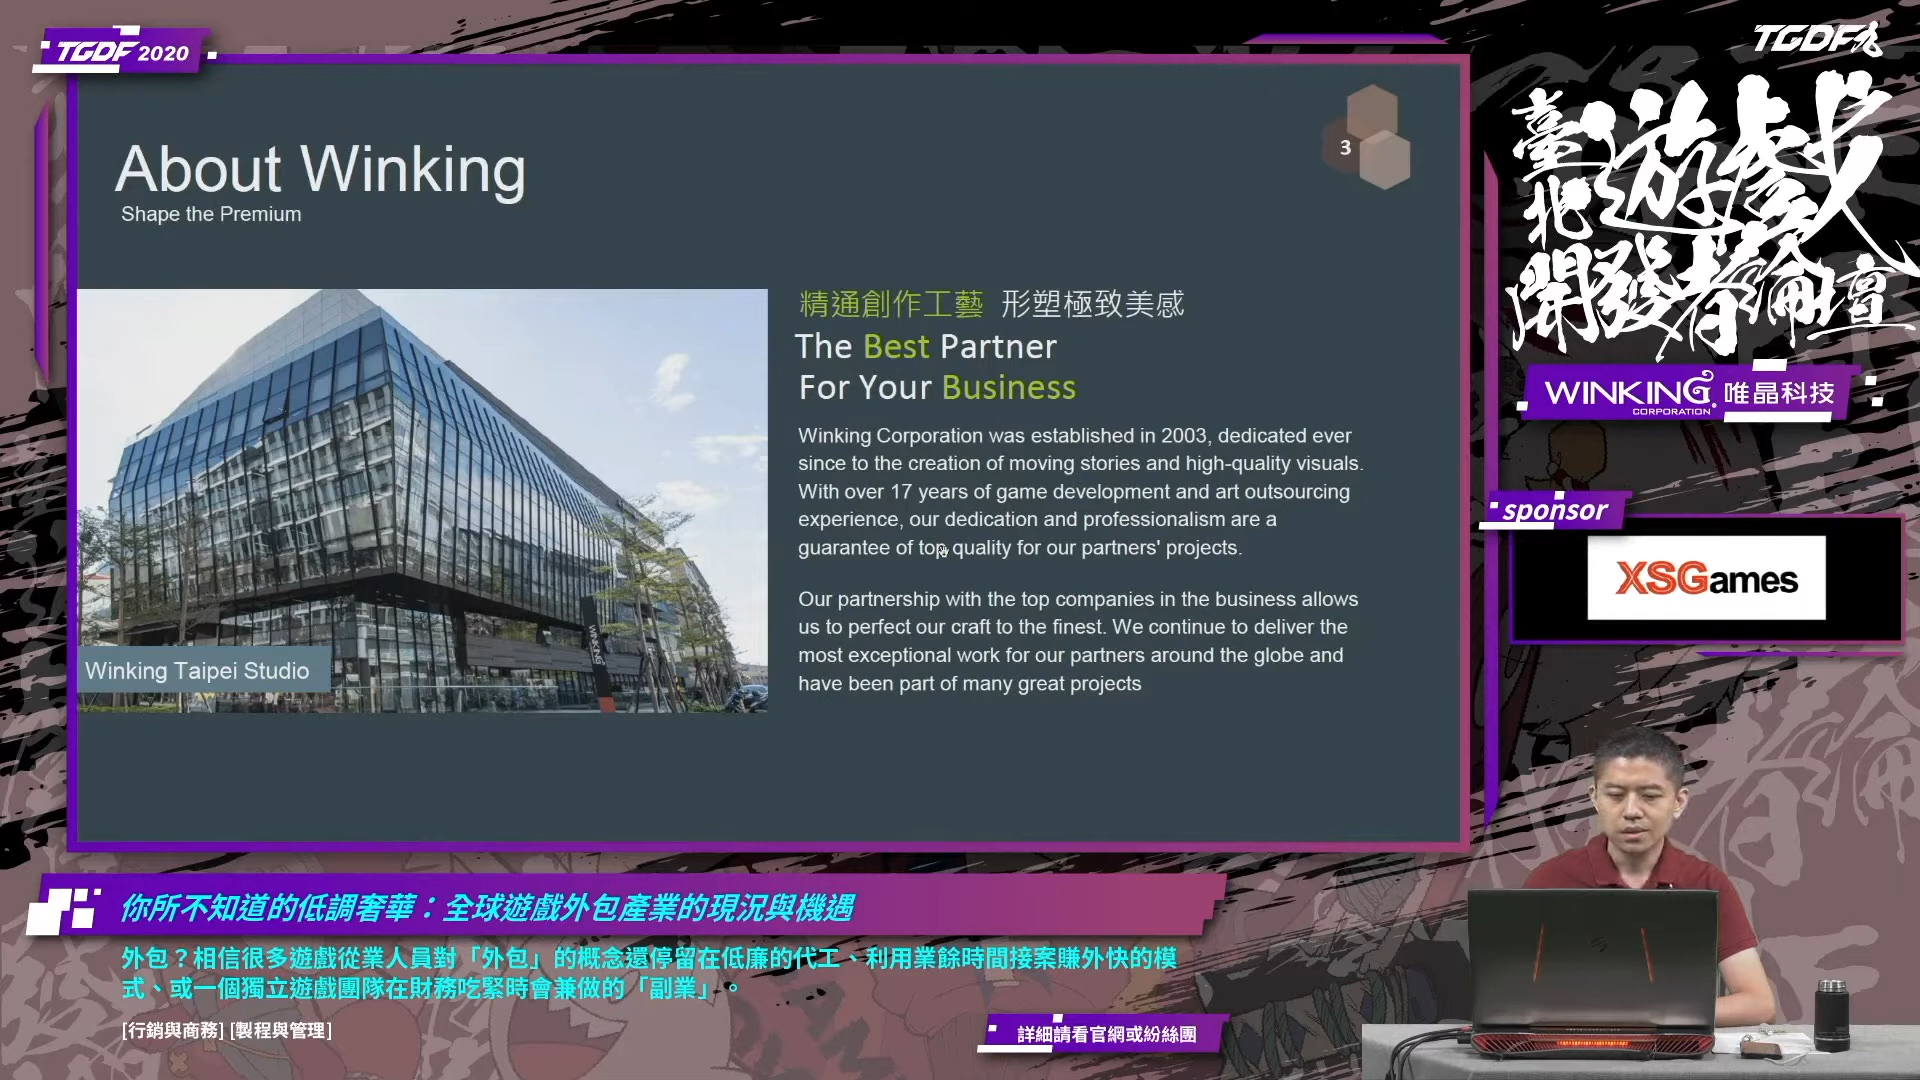 TGDF 2020
TGDF九
臺北遊戲開發者論壇
WINKING CORPORATION 唯晶科技
sponsor
XSGames
About Winking
Shape the Premium
3
Winking Taipei Studio
WINKING
精通創作工藝 形塑極致美感
The Best Partner
For Your Business
Winking Corporation was established in 2003, dedicated ever
since to the creation of moving stories and high-quality visuals.
With over 17 years of game development and art outsourcing
experience, our dedication and professionalism are a
guarantee of top quality for our partners' projects.
Our partnership with the top companies in the business allows
us to perfect our craft to the finest. We continue to deliver the
most exceptional work for our partners around the globe and
have been part of many great projects
你所不知道的低調奢華：全球遊戲外包產業的現況與機遇
外包？相信很多遊戲從業人員對「外包」的概念還停留在低廉的代工、利用業餘時間接案賺外快的模
式、或一個獨立遊戲團隊在財務吃緊時會兼做的「副業」。
[行銷與商務] [製程與管理]
詳細請看官網或紛絲團